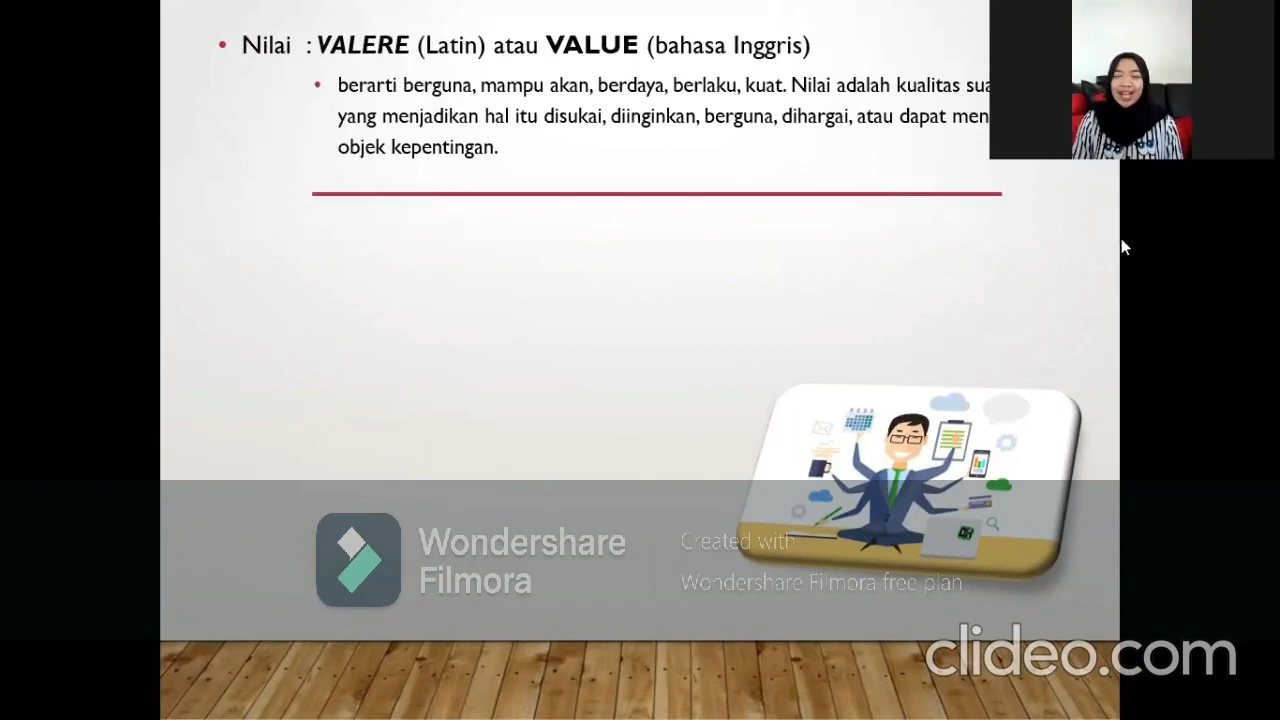 Nilai : VALERE (Latin) atau VALUE (bahasa Inggris)
berarti berguna, mampu akan, berdaya, berlaku, kuat. Nilai adalah kualitas
yang menjadikan hal itu disukai, diinginkan, berguna, dihargai, atau dapat
objek kepentingan.
Wondershare
Filmora
Created with
Wondershare Filmora free plan
clideo.com